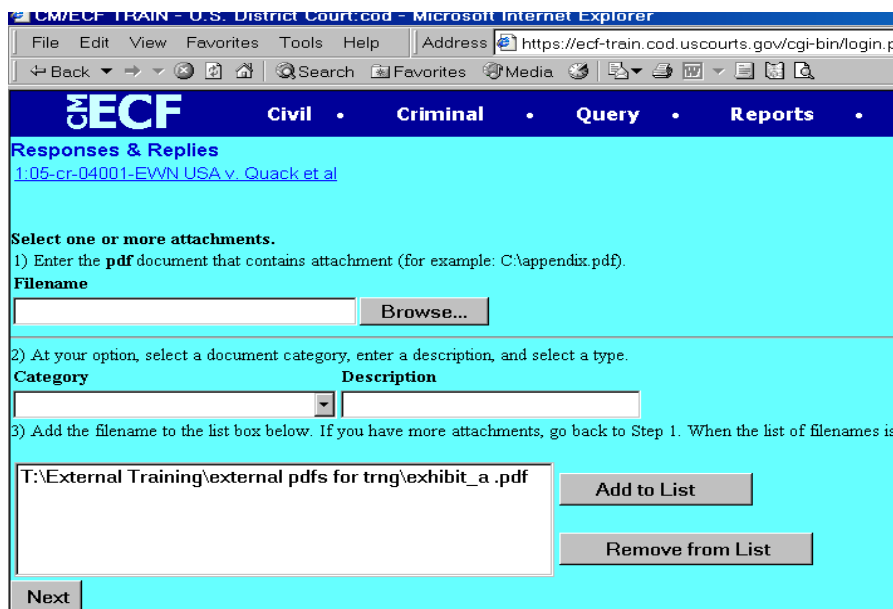 CM/ECF TRAIN - U.S. District Court:cod - Microsoft Internet Explorer
File Edit View Favorites Tools Help Address https://ecf-train.cod.uscourts.gov/cgi-bin/login.p
Back Search Favorites Media
CM ECF Civil • Criminal • Query • Reports •
Responses & Replies
1:05-cr-04001-EWN USA v. Quack et al
Select one or more attachments.
1) Enter the pdf document that contains attachment (for example: C:\appendix.pdf).
Filename
Browse...
2) At your option, select a document category, enter a description, and select a type.
Category Description
3) Add the filename to the list box below. If you have more attachments, go back to Step 1. When the list of filenames is
T:\External Training\external pdfs for trng\exhibit_a .pdf
Add to List
Remove from List
Next